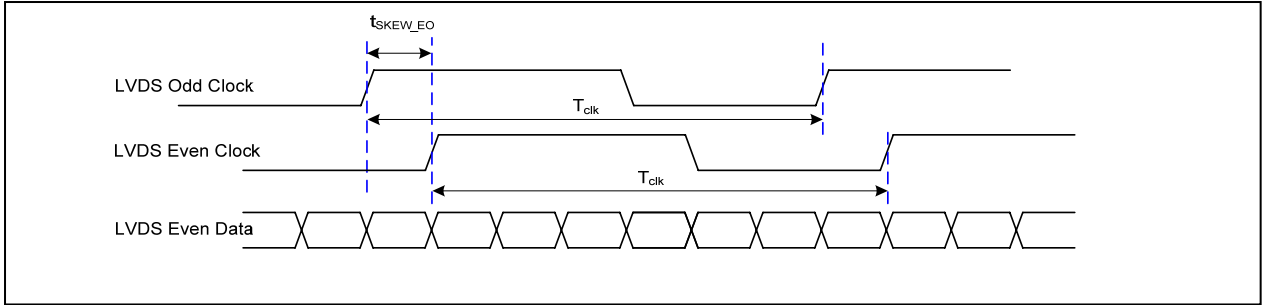 tSKEW_EO
LVDS Odd Clock
Tclk
LVDS Even Clock
Tclk
LVDS Even Data